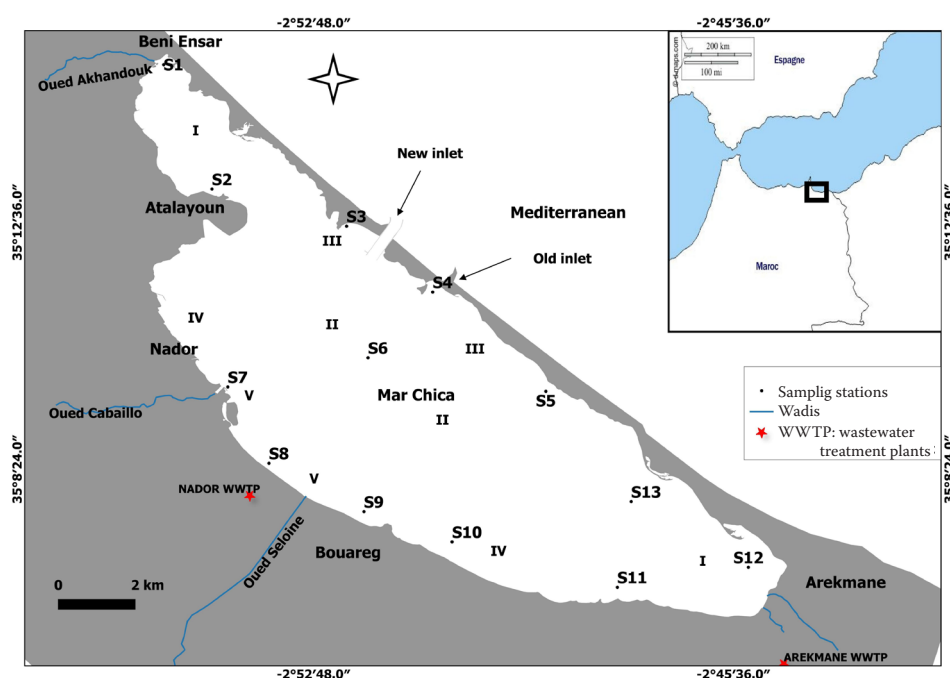 -2°52'48.0"
-2°45'36.0"
Beni Ensar
Oued Akhandouk
S1
I
S2
Atalayoun
35°12'36.0"
35°12'36.0"
New inlet
S3
III
Mediterranean
Old inlet
S4
IV
II
III
Nador
S6
S7
V
Mar Chica
S5
Oued Cabaillo
II
S8
35°8'24.0"
35°8'24.0"
NADOR WWTP
V
S9
S13
S10
IV
Bouareg
Oued Seloine
I
S12
S11
Arekmane
0
2 km
AREKMANE WWTP
-2°52'48.0"
-2°45'36.0"
200 km
100 mi
© d-maps.com
Espagne
Maroc
Samplig stations
Wadis
WWTP: wastewater
treatment plants